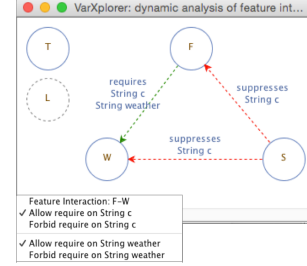 VarXplorer: dynamic analysis of feature int...
T
F
L
requires
String c
String weather
suppresses
String c
suppresses
String c
W
S
Feature Interaction: F-W
✓ Allow require on String c
Forbid require on String c
✓ Allow require on String weather
Forbid require on String weather